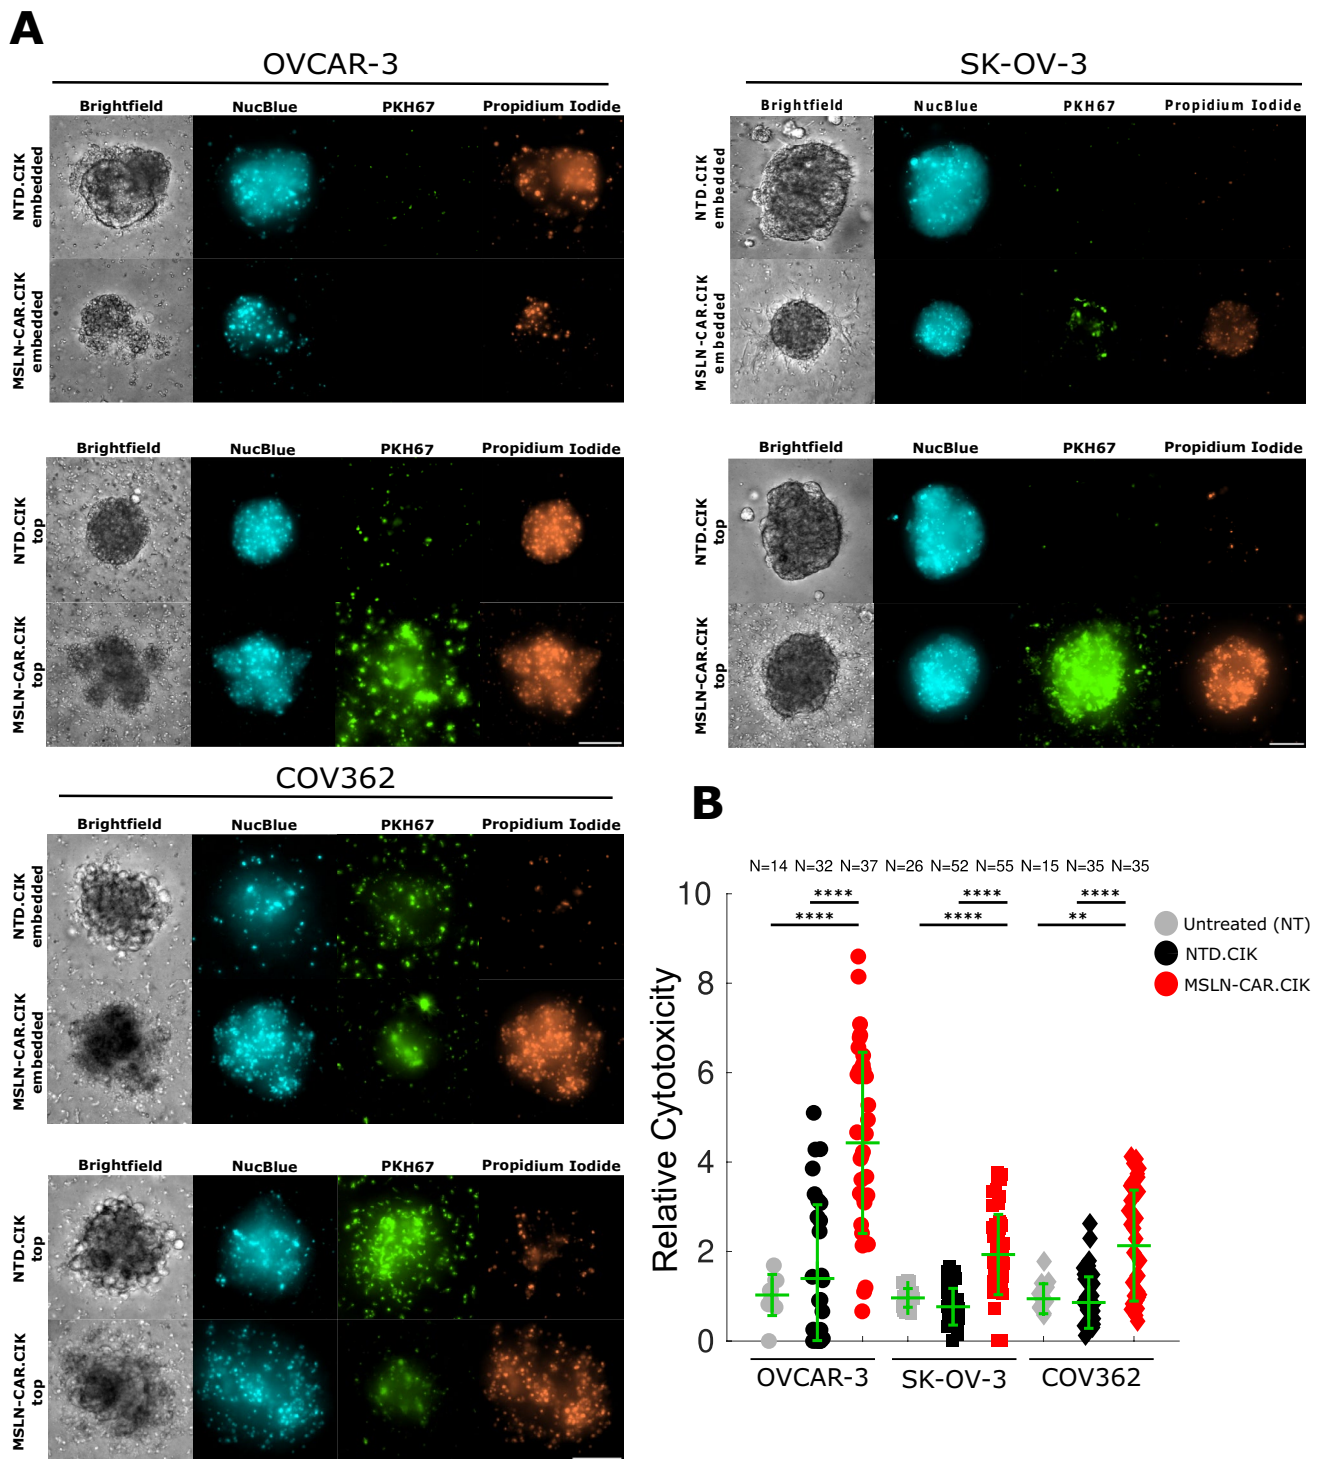 A
OVCAR-3
Brightfield NucBlue PKH67 Propidium Iodide
NTD.CIK
embedded
MSLN-CAR.CIK
embedded
Brightfield NucBlue PKH67 Propidium Iodide
NTD.CIK
top
MSLN-CAR.CIK
top
SK-OV-3
Brightfield NucBlue PKH67 Propidium Iodide
NTD.CIK
embedded
MSLN-CAR.CIK
embedded
Brightfield NucBlue PKH67 Propidium Iodide
NTD.CIK
top
MSLN-CAR.CIK
top
COV362
Brightfield NucBlue PKH67 Propidium Iodide
NTD.CIK
embedded
MSLN-CAR.CIK
embedded
Brightfield NucBlue PKH67 Propidium Iodide
NTD.CIK
top
MSLN-CAR.CIK
top
B
N=14 N=32 N=37 N=26 N=52 N=55 N=15 N=35 N=35
**** **** ****
**** **** **
Relative Cytotoxicity
10
8
6
4
2
0
OVCAR-3 SK-OV-3 COV362
Untreated (NT)
NTD.CIK
MSLN-CAR.CIK